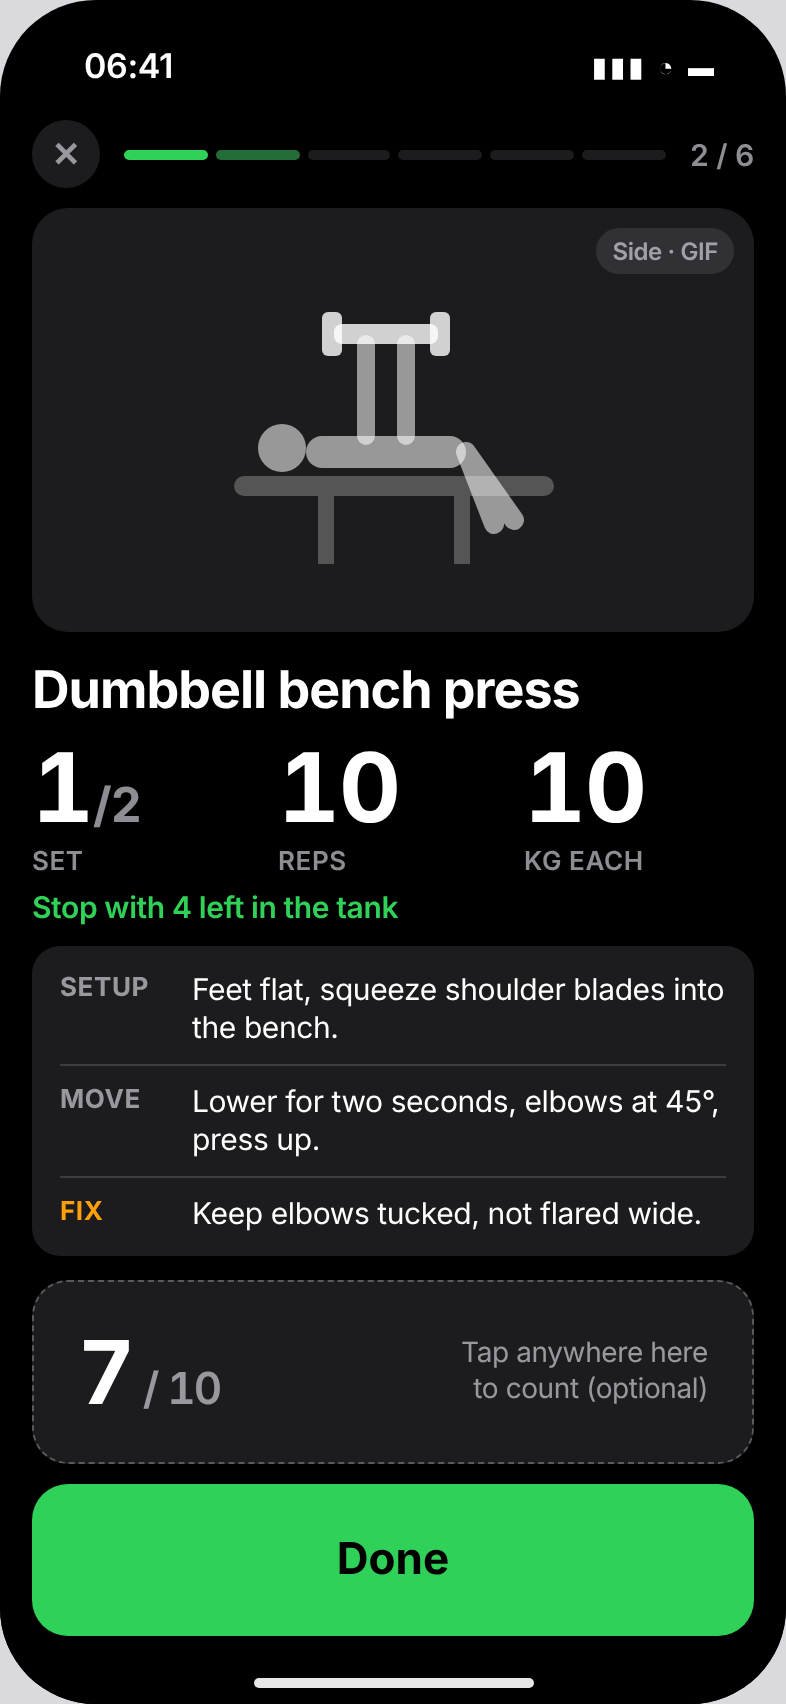 06:41
✕
2 / 6
Side · GIF
Dumbbell bench press
1/2
10
10
SET
REPS
KG EACH
Stop with 4 left in the tank
SETUP
Feet flat, squeeze shoulder blades into
the bench.
MOVE
Lower for two seconds, elbows at 45°,
press up.
FIX
Keep elbows tucked, not flared wide.
7 / 10
Tap anywhere here
to count (optional)
Done